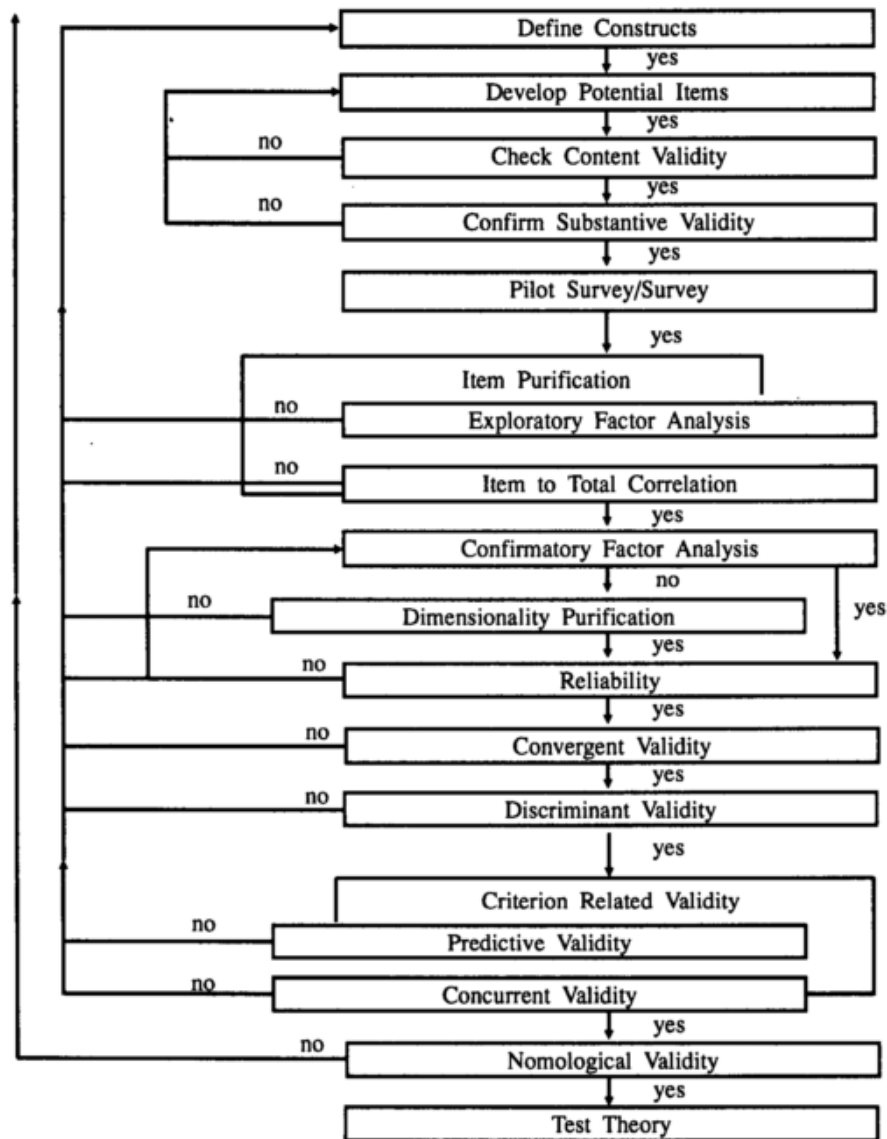 Define Constructs
yes
Develop Potential Items
yes
no
Check Content Validity
yes
no
Confirm Substantive Validity
yes
Pilot Survey/Survey
yes
Item Purification
no
Exploratory Factor Analysis
no
Item to Total Correlation
yes
Confirmatory Factor Analysis
no
yes
no
Dimensionality Purification
yes
no
Reliability
yes
no
Convergent Validity
yes
no
Discriminant Validity
yes
Criterion Related Validity
no
Predictive Validity
no
Concurrent Validity
yes
no
Nomological Validity
yes
Test Theory